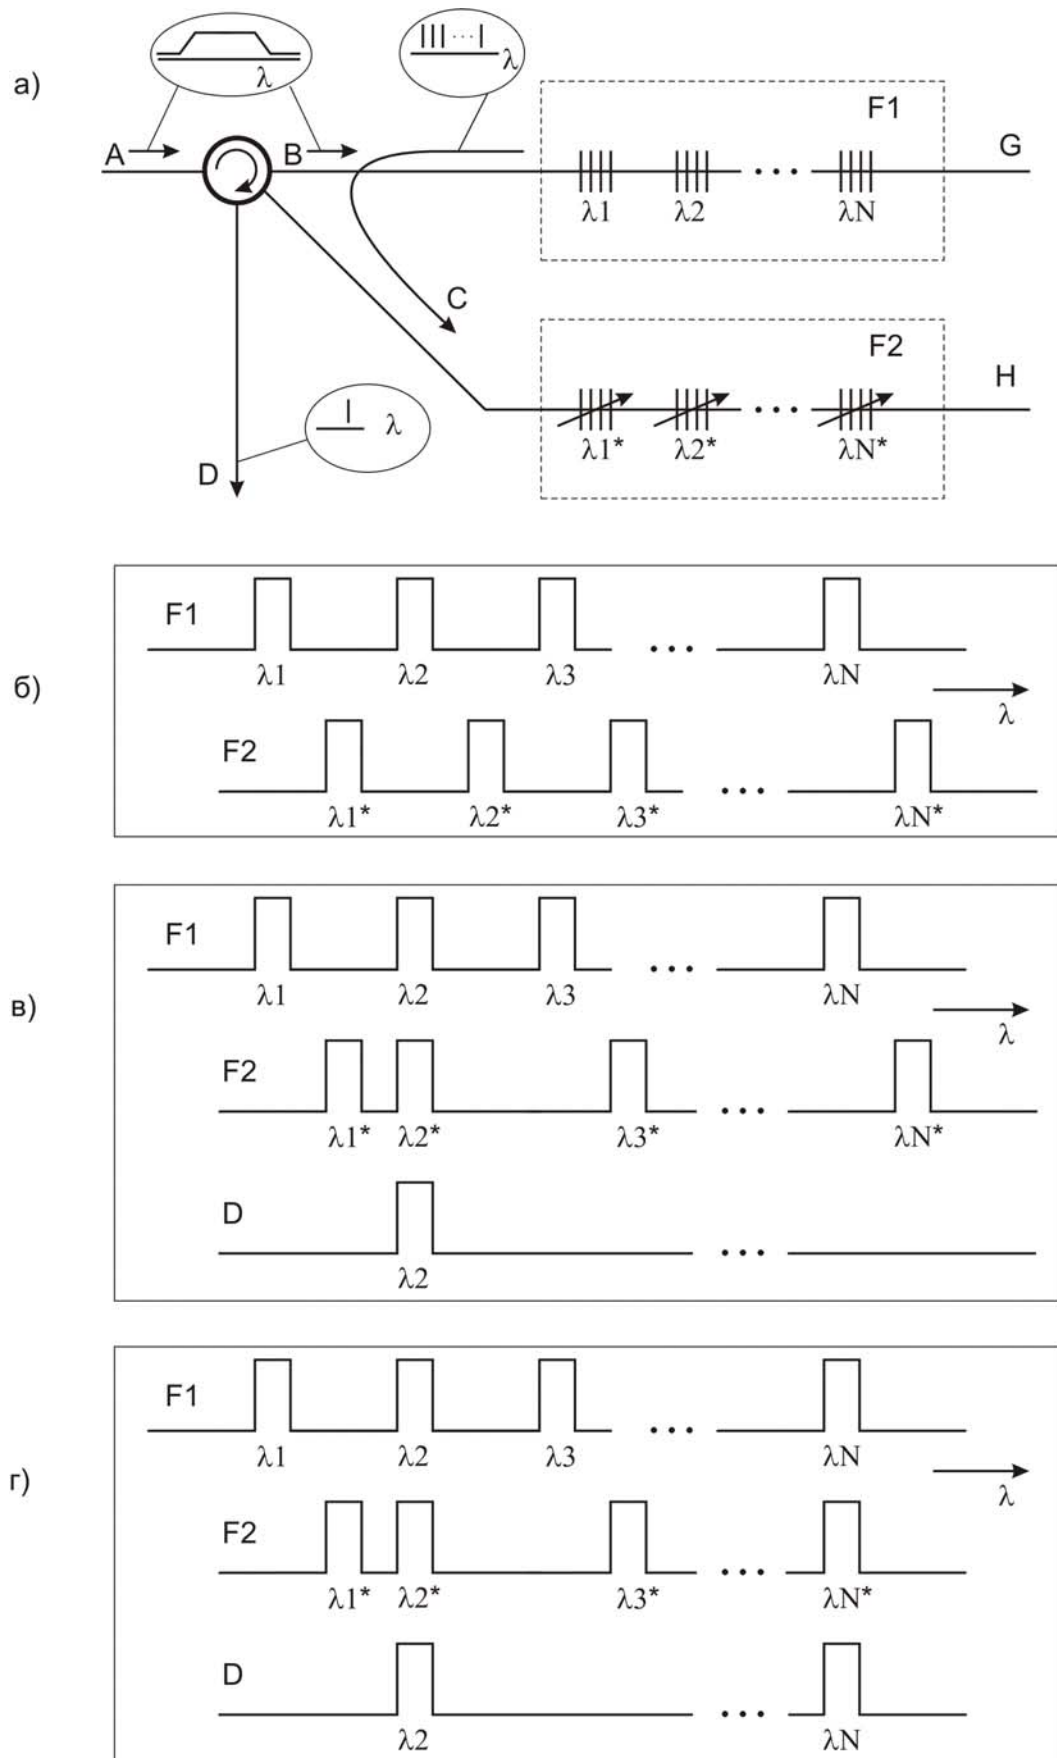 а)
λ
λ
F1
A
B
G
λ1 λ2 ... λN
C
F2
H
λ1* λ2* ... λN*
λ
D
б)
F1
λ1 λ2 λ3 ... λN
λ
F2
λ1* λ2* λ3* ... λN*
в)
F1
λ1 λ2 λ3 ... λN
λ
F2
λ1* λ2* λ3* ... λN*
D
λ2
г)
F1
λ1 λ2 λ3 ... λN
λ
F2
λ1* λ2* λ3* ... λN*
D
λ2 ... λN